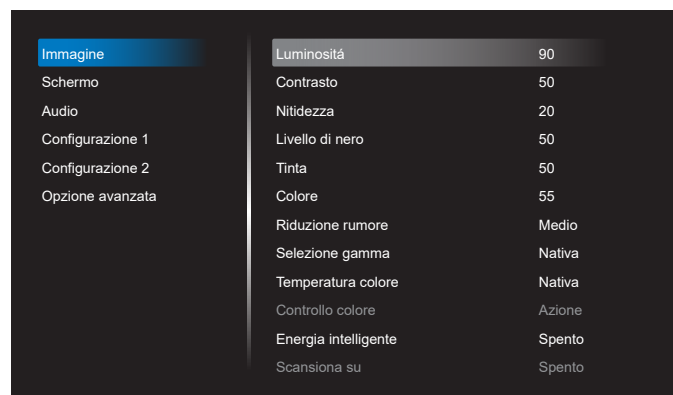 Immagine
Schermo
Audio
Configurazione 1
Configurazione 2
Opzione avanzata
Luminositá 90
Contrasto 50
Nitidezza 20
Livello di nero 50
Tinta 50
Colore 55
Riduzione rumore Medio
Selezione gamma Nativa
Temperatura colore Nativa
Controllo colore Azione
Energia intelligente Spento
Scansiona su Spento